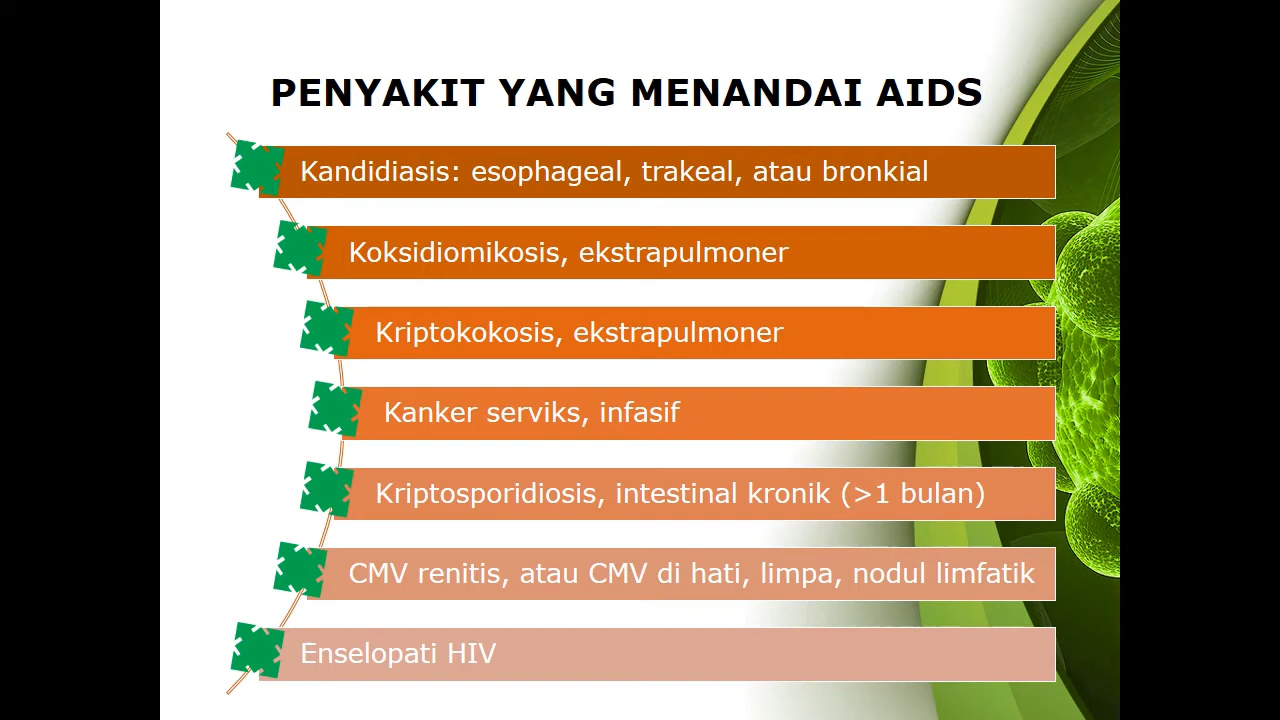 PENYAKIT YANG MENANDAI AIDS
Kandidiasis: esophageal, trakeal, atau bronkial
Koksidiomikosis, ekstrapulmoner
Kriptokokosis, ekstrapulmoner
Kanker serviks, infasif
Kriptosporidiosis, intestinal kronik (>1 bulan)
CMV renitis, atau CMV di hati, limpa, nodul limfatik
Enselopati HIV